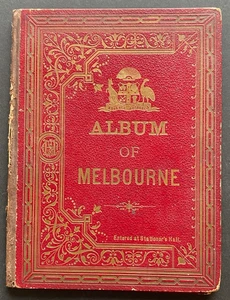 ALBUM
OF
MELBOURNE
Entered at Stationer's Hall.